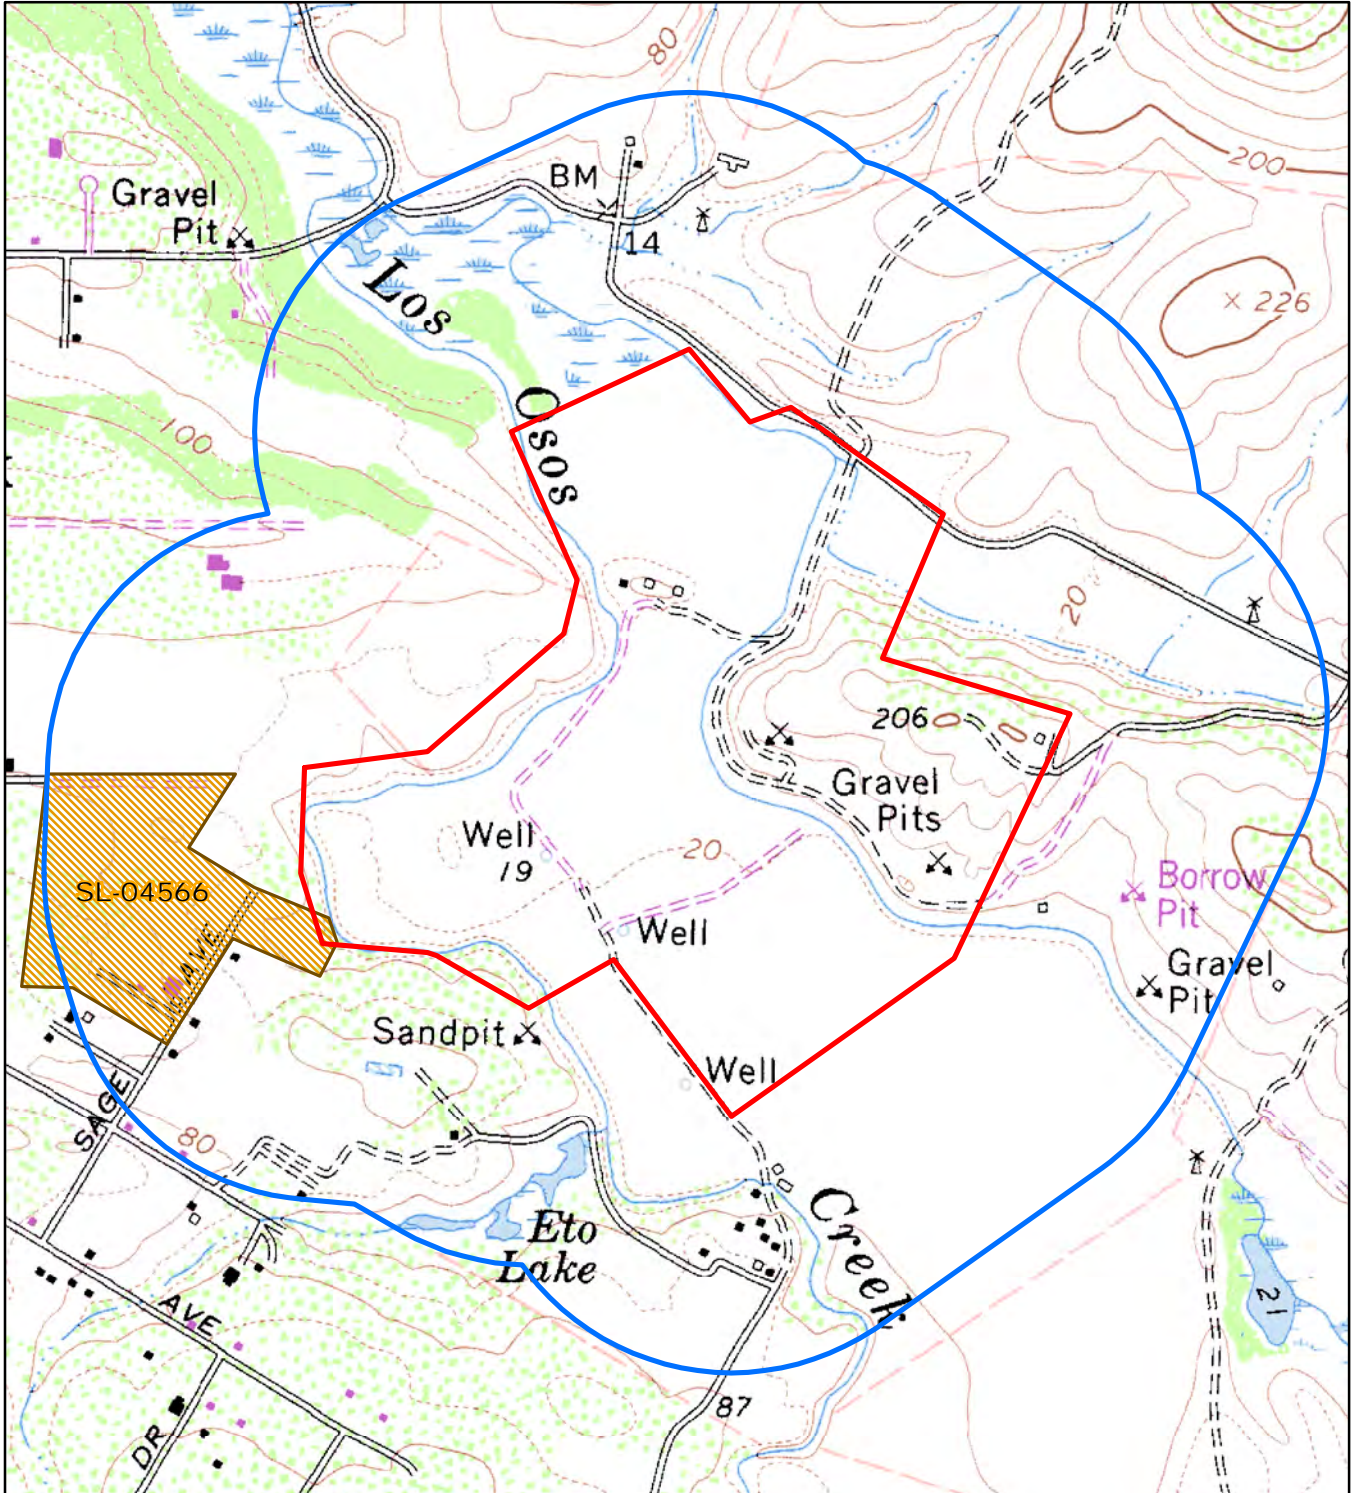 80
200
BM
Gravel
Pit
14
Los
× 226
Osos
100
20
206
Gravel
Pits
Well
19
20
Borrow
Pit
SL-04566
AVE
Well
Gravel
Pit
Sandpit
Well
SAGE
80
Creek
Eto
Lake
21
AVE
87
DR